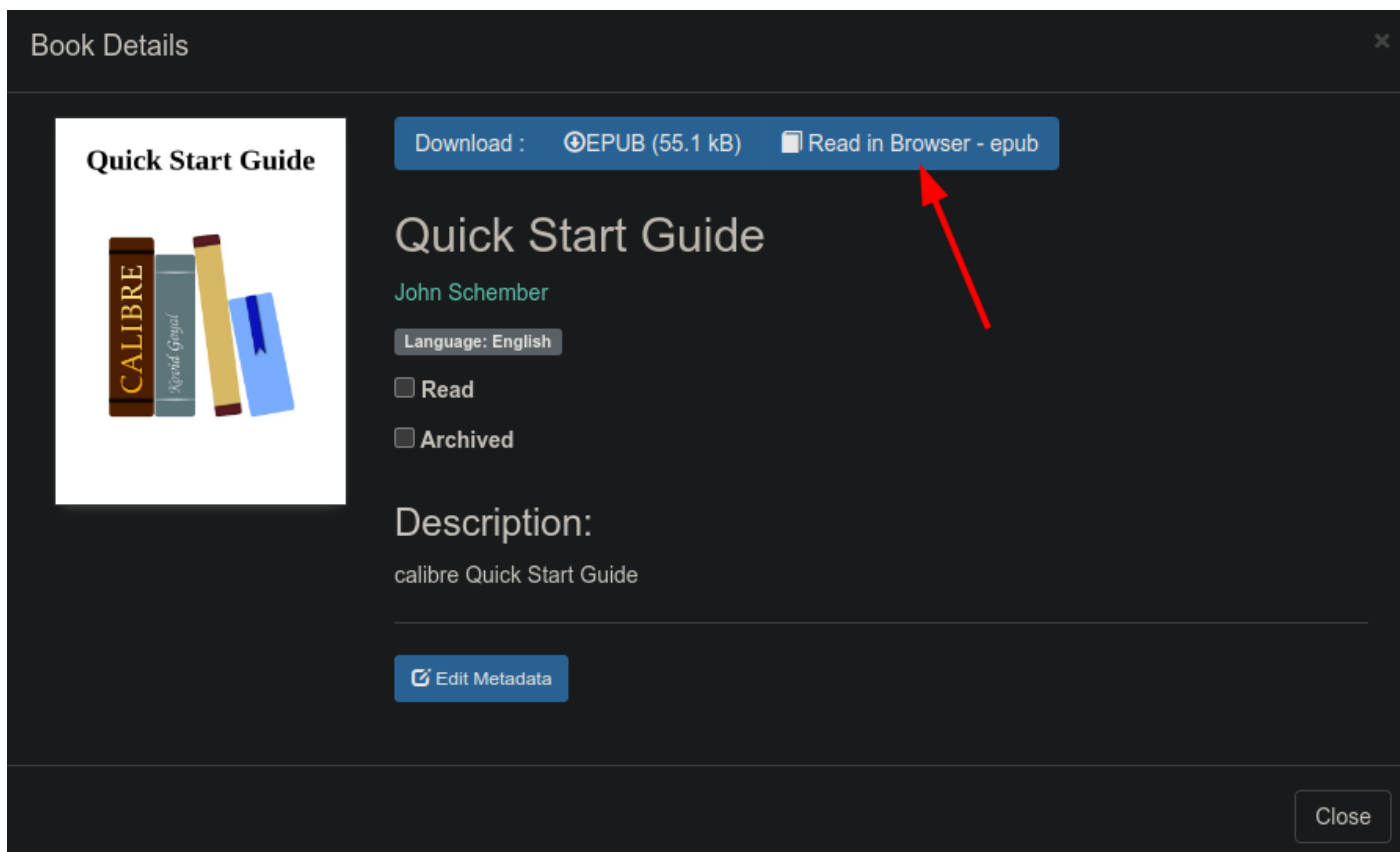 Book Details
×
Quick Start Guide
CALIBRE
Kovid Goyal
Download : EPUB (55.1 kB) Read in Browser - epub
Quick Start Guide
John Schember
Language: English
Read
Archived
Description:
calibre Quick Start Guide
Edit Metadata
Close